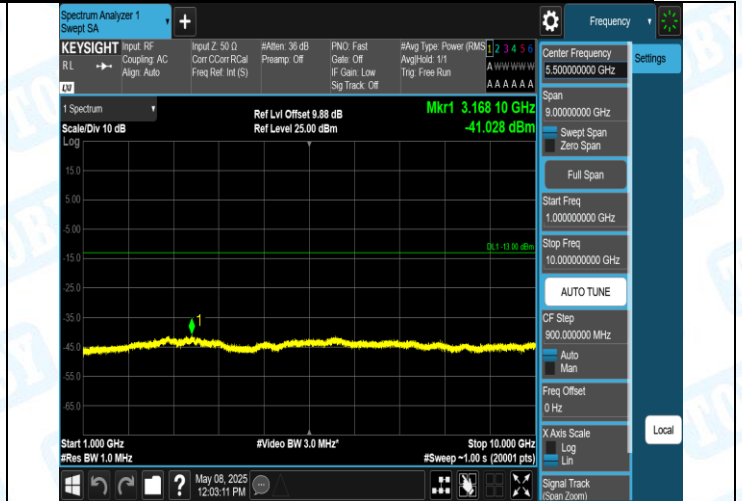 Spectrum Analyzer 1
Swept SA
+
Frequency
KEYSIGHT
RL
LXI
Input: RF
Coupling: AC
Align: Auto
Input Z: 50 Ω
Corr CCorr RCal
Freq Ref: Int (S)
#Atten: 36 dB
Preamp: Off
PNO: Fast
Gate: Off
IF Gain: Low
Sig Track: Off
#Avg Type: Power (RMS
Avg|Hold: 1/1
Trig: Free Run
1 2 3 4 5 6
A W W W W W
A A A A A A
1 Spectrum
Scale/Div 10 dB
Log
Ref Lvl Offset 9.88 dB
Ref Level 25.00 dBm
Mkr1 3.168 10 GHz
-41.028 dBm
15.0
5.00
-5.00
-15.0
-25.0
-35.0
-45.0
-55.0
-65.0
DL1 -13.00 dBm
1
Start 1.000 GHz
#Res BW 1.0 MHz
#Video BW 3.0 MHz*
Stop 10.000 GHz
#Sweep ~1.00 s (20001 pts)
?
May 08, 2025
12:03:11 PM
Center Frequency
5.500000000 GHz
Span
9.00000000 GHz
Swept Span
Zero Span
Full Span
Start Freq
1.000000000 GHz
Stop Freq
10.000000000 GHz
AUTO TUNE
CF Step
900.000000 MHz
Auto
Man
Freq Offset
0 Hz
X Axis Scale
Log
Lin
Signal Track
(Span Zoom)
Settings
Local